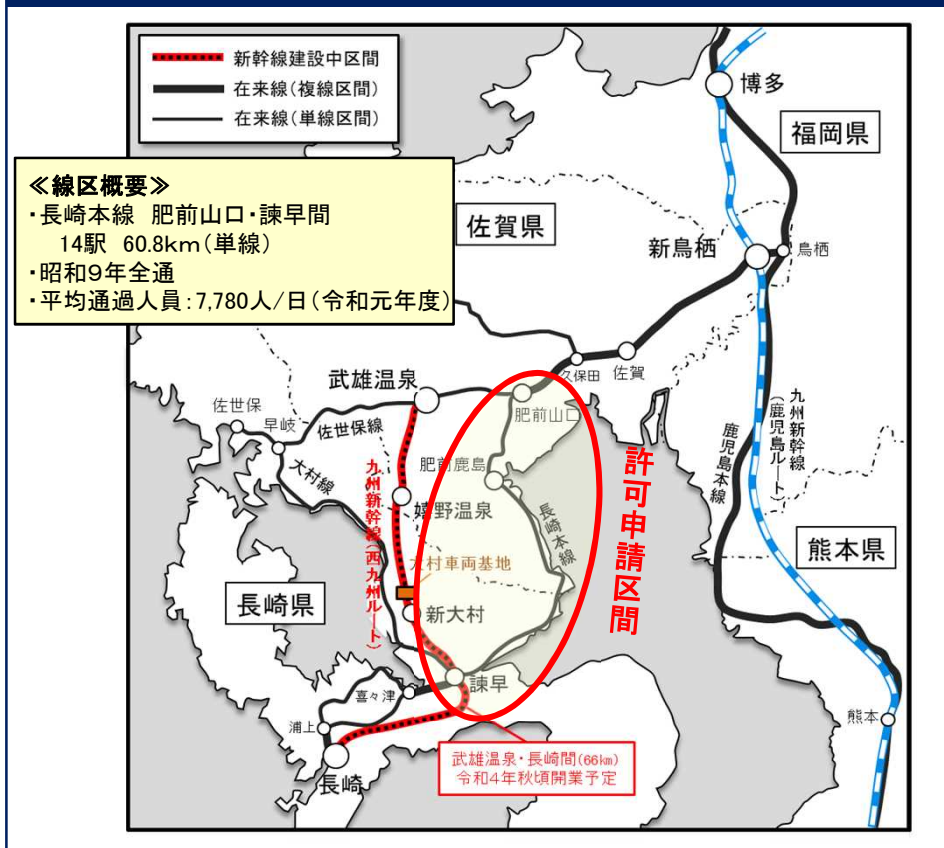 新幹線建設中区間
在来線(複線区間)
在来線(単線区間)
≪線区概要≫
・長崎本線 肥前山口・諫早間
14駅 60.8km(単線)
・昭和9年全通
・平均通過人員:7,780人/日(令和元年度)
博多
福岡県
佐賀県
新鳥栖
鳥栖
久保田
佐賀
武雄温泉
肥前山口
佐世保
早岐
佐世保線
大村線
肥前鹿島
嬉野温泉
長崎本線
九州新幹線(西九州ルート)
大村車両基地
新大村
許可申請区間
鹿児島本線
九州新幹線
(鹿児島ルート)
熊本県
長崎県
諫早
喜々津
浦上
長崎
熊本
武雄温泉・長崎間(66km)
令和4年秋頃開業予定